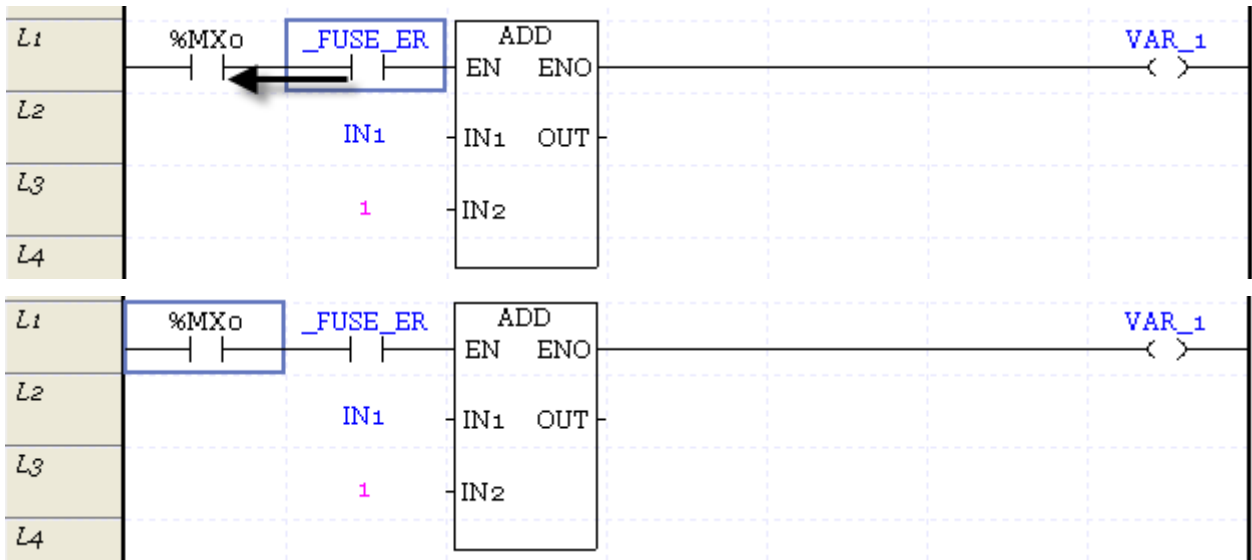 L1 %MX0 _FUSE_ER ADD VAR_1
EN ENO
L2 IN1 IN1 OUT
L3 1 IN2
L4
L1 %MX0 _FUSE_ER ADD VAR_1
EN ENO
L2 IN1 IN1 OUT
L3 1 IN2
L4